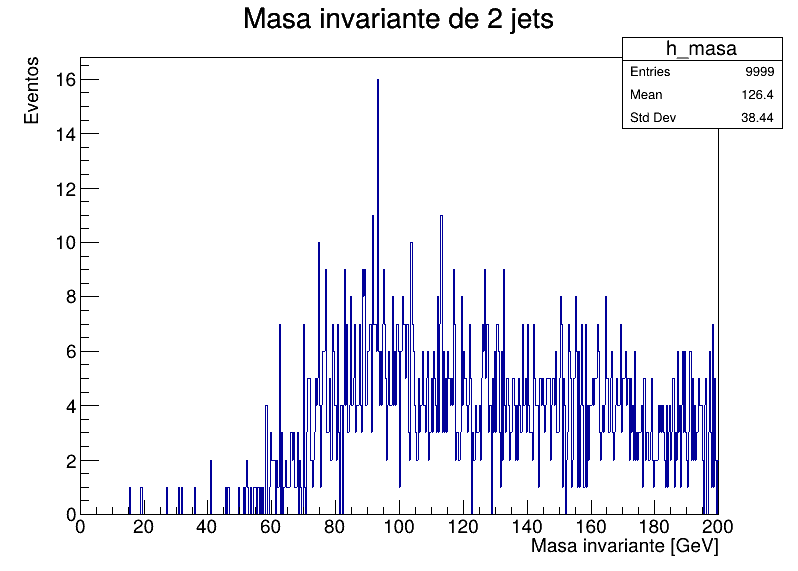 Masa invariante de 2 jets
h_masa
Entries 9999
Mean 126.4
Std Dev 38.44
Eventos
16
14
12
10
8
6
4
2
0
0 20 40 60 80 100 120 140 160 180 200
Masa invariante [GeV]